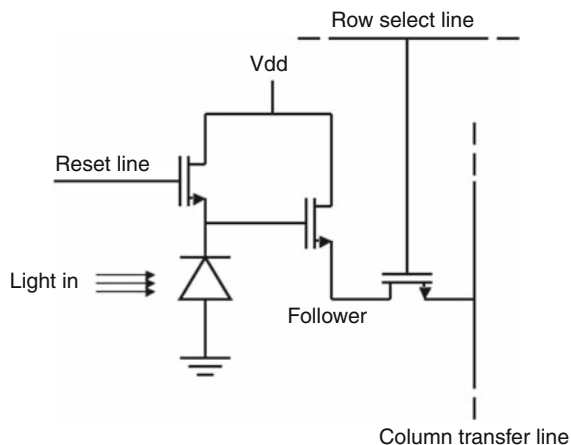 Row select line
Vdd
Reset line
Light in
Follower
Column transfer line